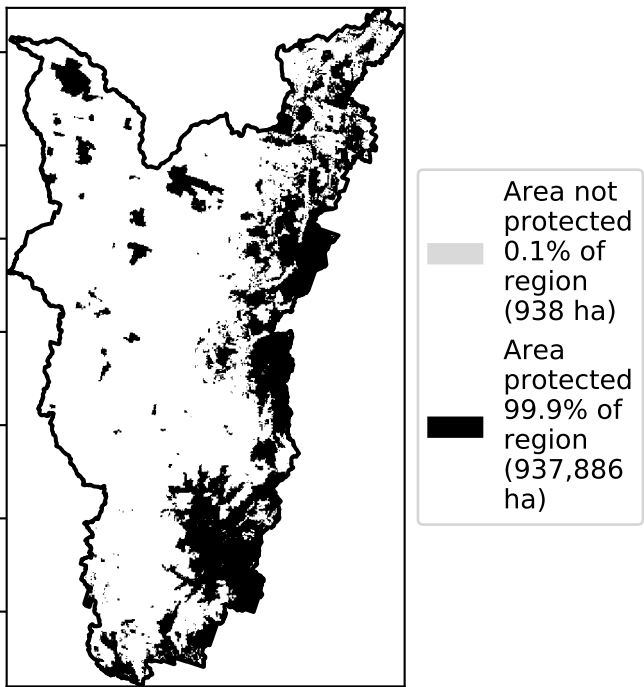 Area not
protected
0.1% of
region
(938 ha)
Area
protected
99.9% of
region
(937,886
ha)